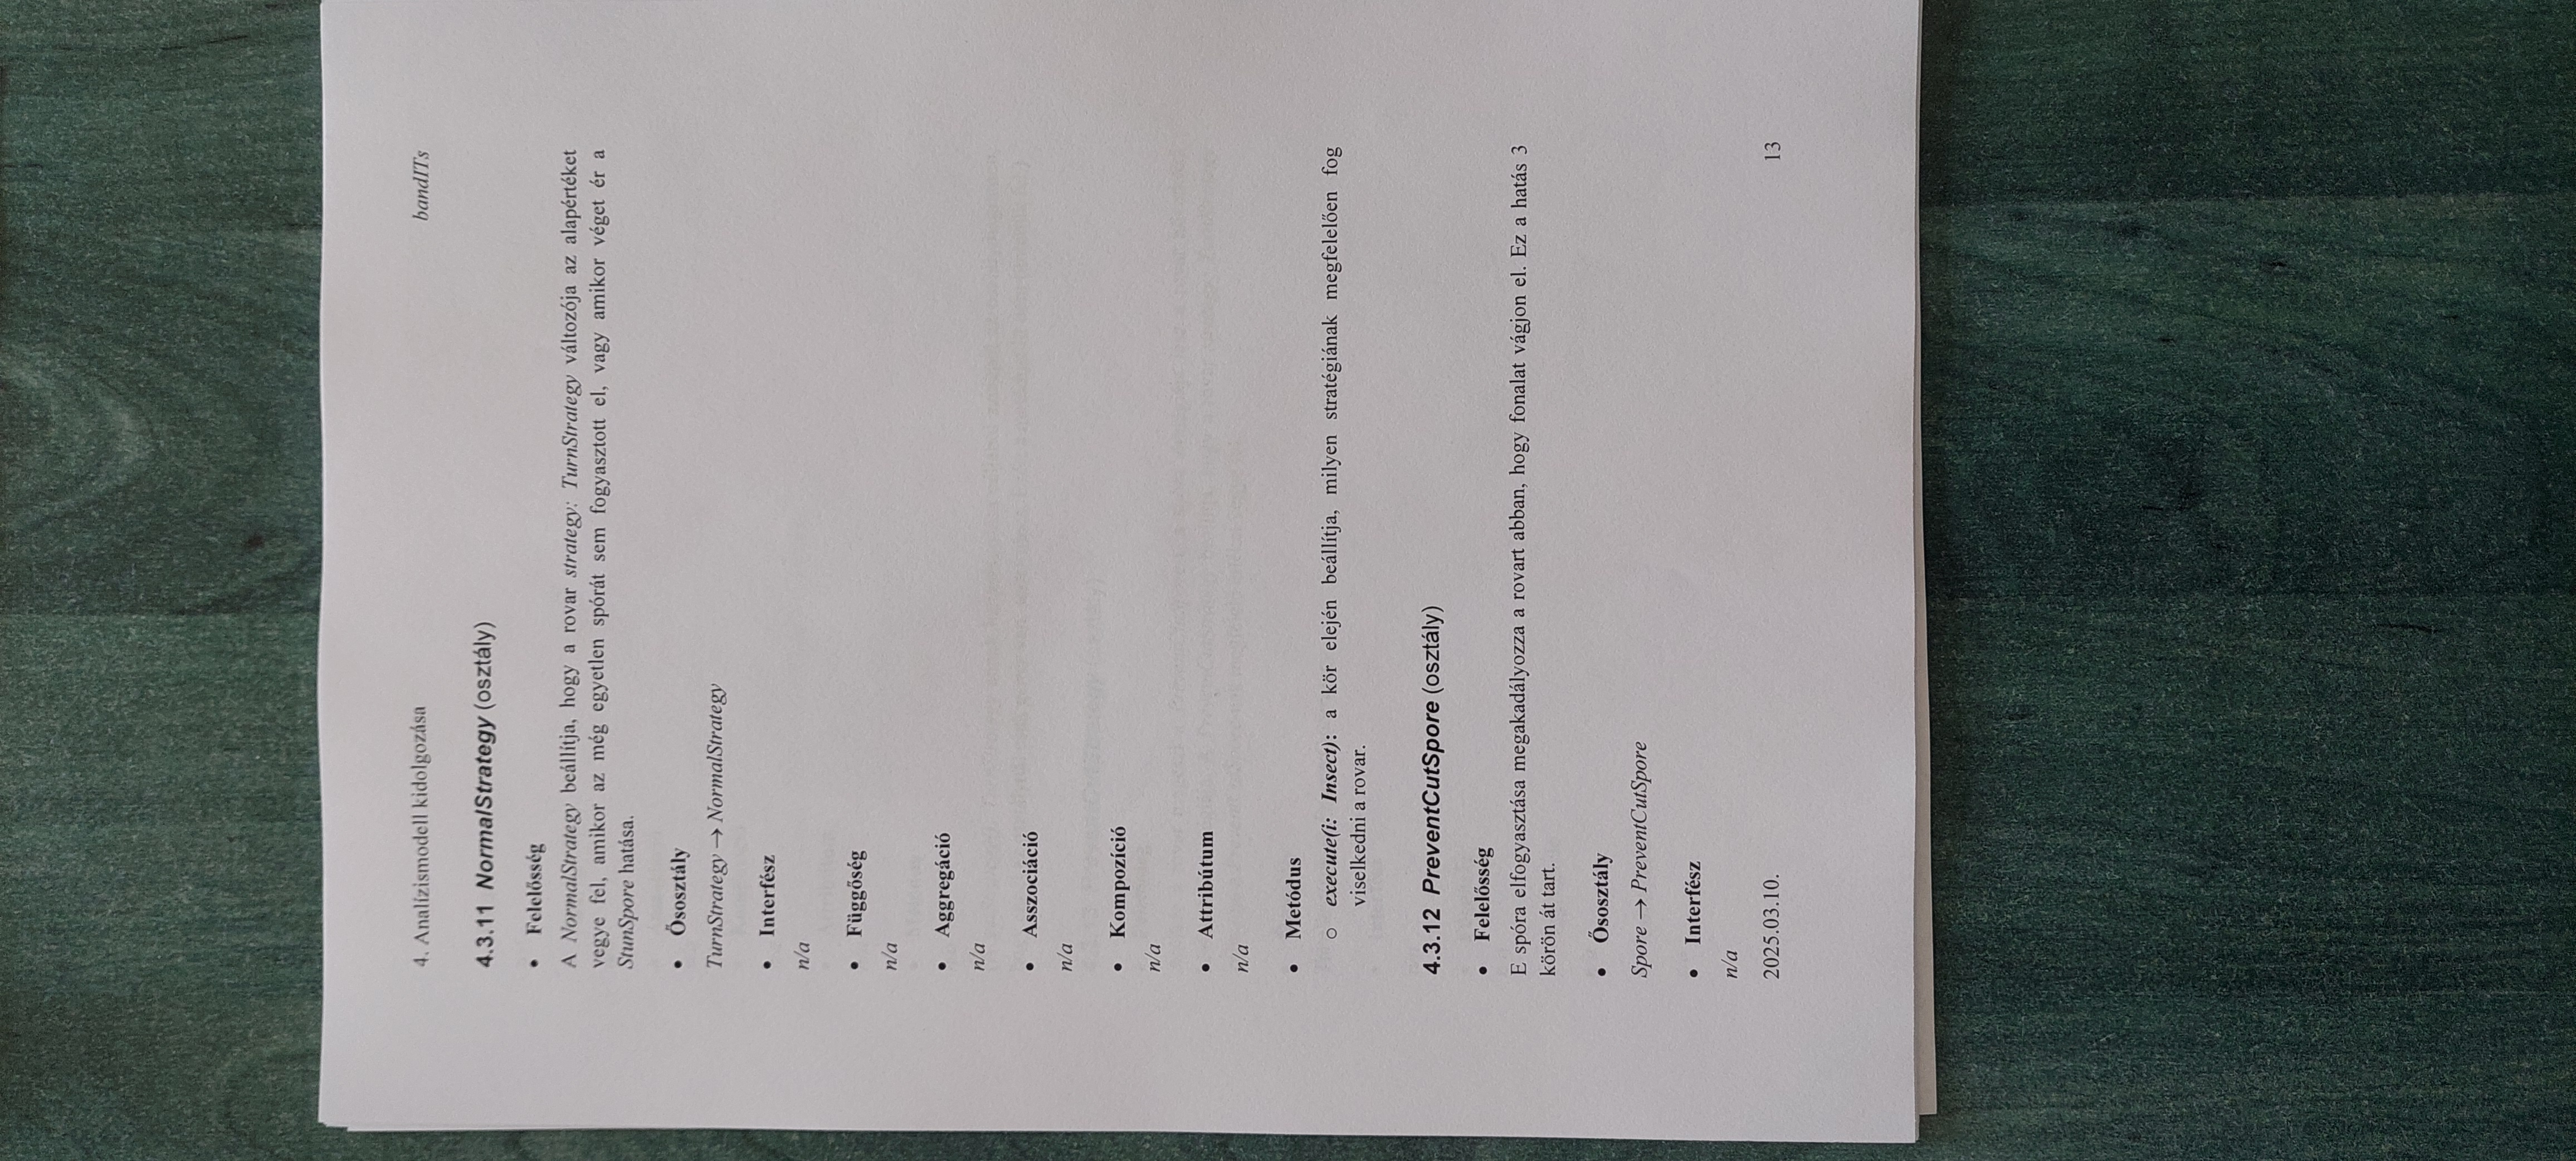 4. Analízismodell kidolgozása bandITs
4.3.11 NormalStrategy (osztály)
• Felelősség
A NormalStrategy beállítja, hogy a rovar strategy: TurnStrategy változója az alapértéket
vegye fel, amikor az még egyetlen spórát sem fogyasztott el, vagy amikor véget ér a
StunSpore hatása.
• Ősosztály
TurnStrategy → NormalStrategy
• Interfész
n/a
• Függőség
n/a
• Aggregáció
n/a
• Asszociáció
n/a
• Kompozíció
n/a
• Attribútum
n/a
• Metódus
o execute(i: Insect): a kör elején beállítja, milyen stratégiának megfelelően fog
viselkedni a rovar.
4.3.12 PreventCutSpore (osztály)
• Felelősség
E spóra elfogyasztása megakadályozza a rovart abban, hogy fonalat vágjon el. Ez a hatás 3
körön át tart.
• Ősosztály
Spore → PreventCutSpore
• Interfész
n/a
2025.03.10. 13